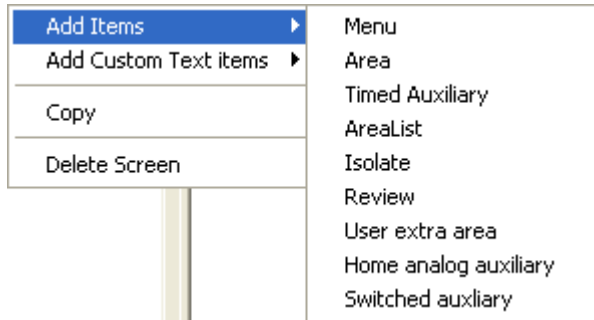 Add Items
Add Custom Text items
Copy
Delete Screen
Menu
Area
Timed Auxiliary
AreaList
Isolate
Review
User extra area
Home analog auxiliary
Switched auxliary